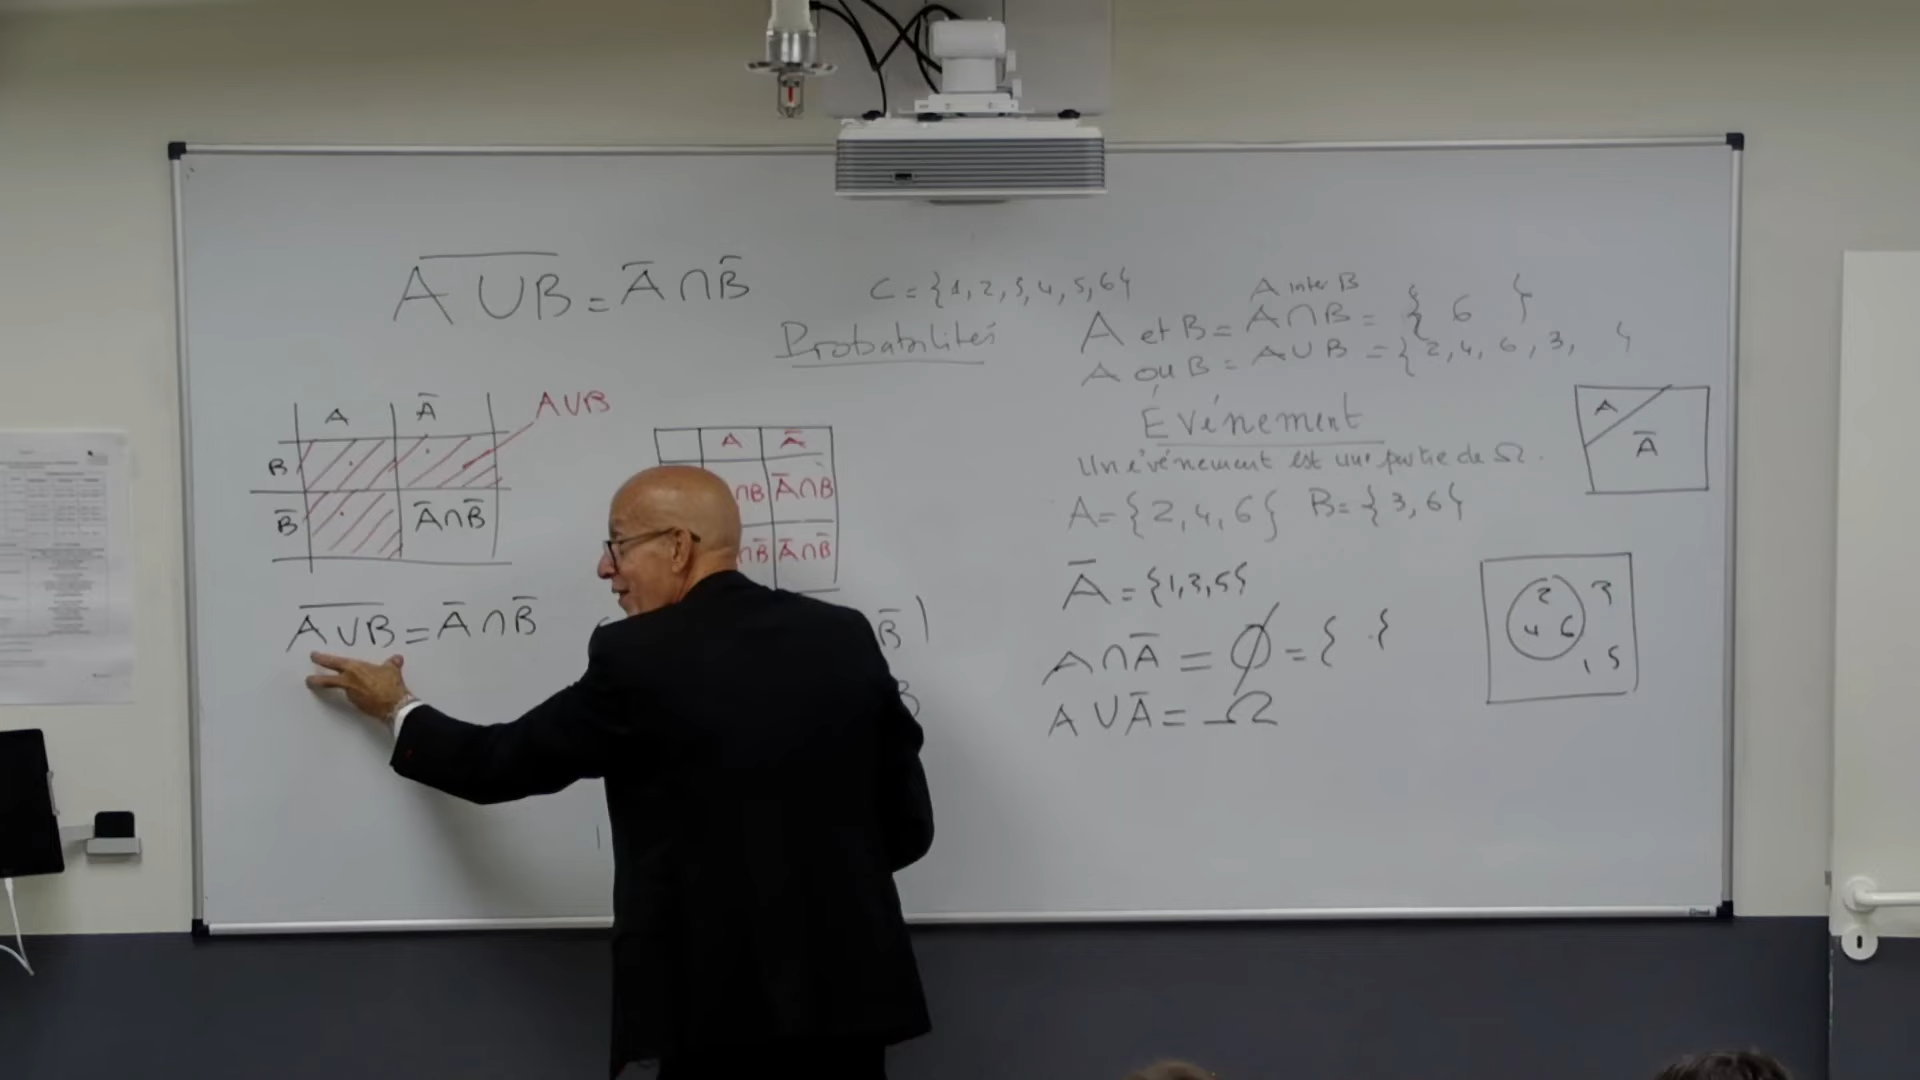 A̅ ̅∪̅ ̅B̅ = A̅ ∩ B̅
C = {1, 2, 3, 4, 5, 6}
Probabilités
A inter B
A et B = A ∩ B = { 6 }
A ou B = A ∪ B = {2, 4, 6, 3, }
Événement
Un événement est une partie de Ω.
A = {2, 4, 6} B = {3, 6}
A̅ = {1, 3, 5}
A ∩ A̅ = Ø = { }
A ∪ A̅ = Ω
A A̅
A ∪ B
B
B̅ A̅ ∩ B̅
A̅ ̅∪̅ ̅B̅ = A̅ ∩ B̅
A A̅
∩ B A̅ ∩ B
∩ B̅ A̅ ∩ B̅
B̅ )
B
A
A̅
2 3
4 6
1 5